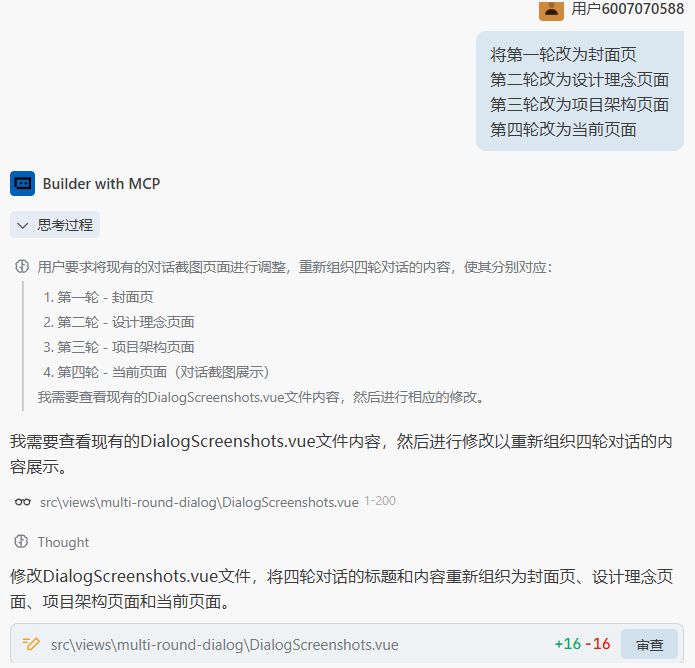 用户6007070588
将第一轮改为封面页
第二轮改为设计理念页面
第三轮改为项目架构页面
第四轮改为当前页面
Builder with MCP
思考过程
用户要求将现有的对话截图页面进行调整，重新组织四轮对话的内容，使其分别对应：
1. 第一轮 - 封面页
2. 第二轮 - 设计理念页面
3. 第三轮 - 项目架构页面
4. 第四轮 - 当前页面（对话截图展示）
我需要查看现有的DialogScreenshots.vue文件内容，然后进行相应的修改。
我需要查看现有的DialogScreenshots.vue文件内容，然后进行修改以重新组织四轮对话的内
容展示。
src\views\multi-round-dialog\DialogScreenshots.vue 1-200
Thought
修改DialogScreenshots.vue文件，将四轮对话的标题和内容重新组织为封面页、设计理念页
面、项目架构页面和当前页面。
src\views\multi-round-dialog\DialogScreenshots.vue +16 -16 审查